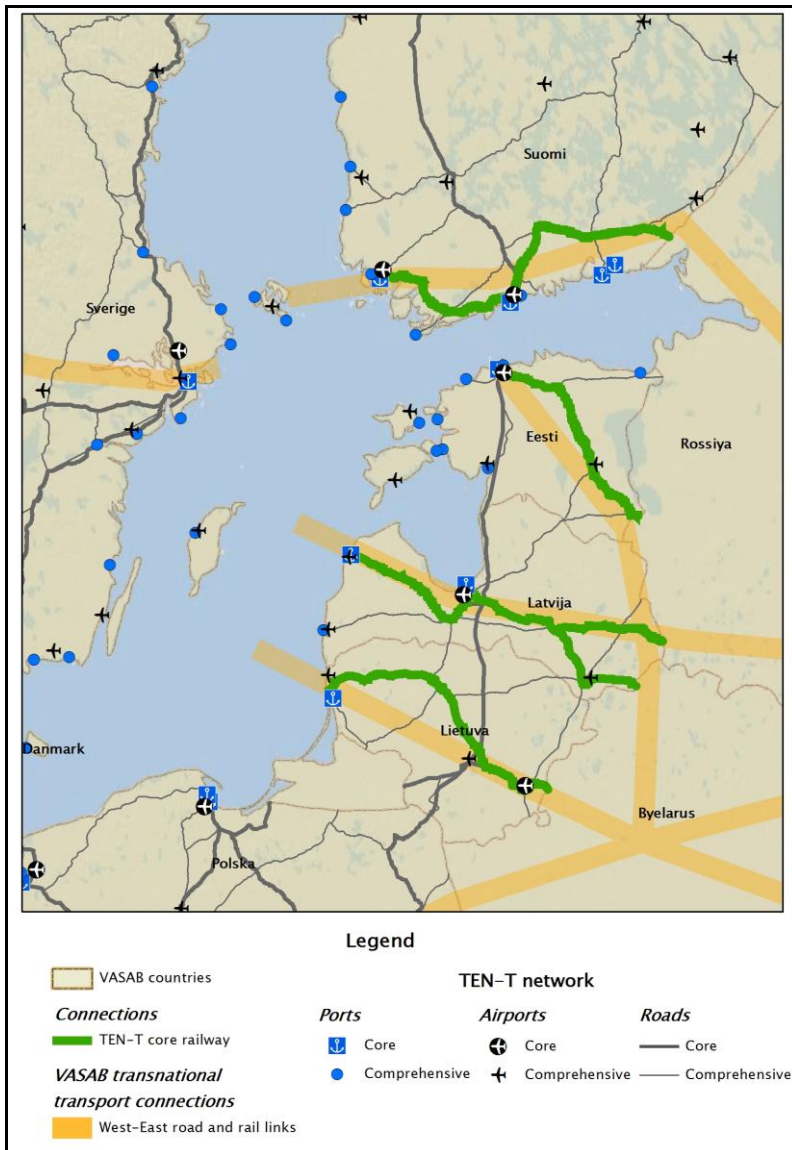 Suomi
Sverige
Eesti
Rossiya
Latvija
Lietuva
Danmark
Byelarus
Polska
Legend
VASAB countries
TEN-T network
Connections
Ports
Airports
Roads
TEN-T core railway
Core
Core
Core
VASAB transnational
transport connections
Comprehensive
Comprehensive
Comprehensive
West-East road and rail links